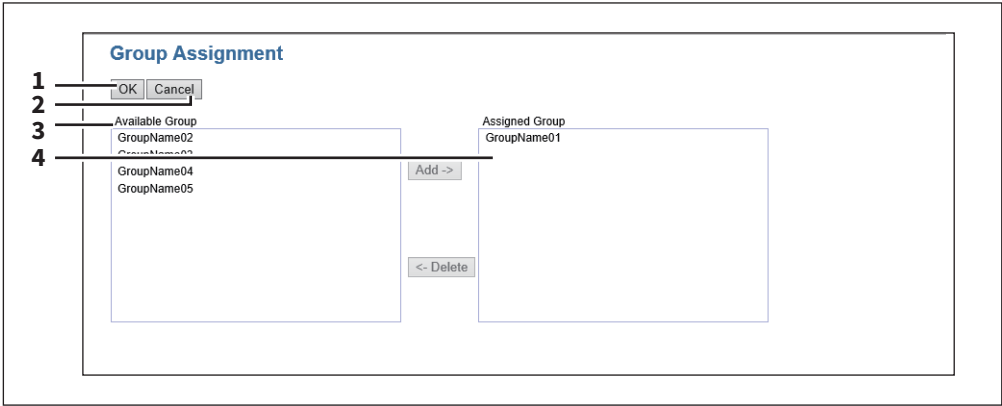 Group Assignment
1
OK Cancel
2
3
Available Group
Assigned Group
GroupName02
GroupName01
4
GroupName04
Add ->
GroupName05
<- Delete